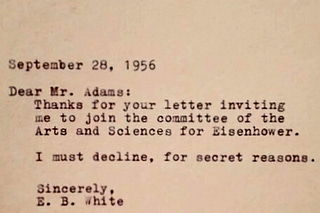 September 28, 1956
Dear Mr. Adams:
Thanks for your letter inviting
me to join the committee of the
Arts and Sciences for Eisenhower.
I must decline, for secret reasons.
Sincerely,
E. B. White